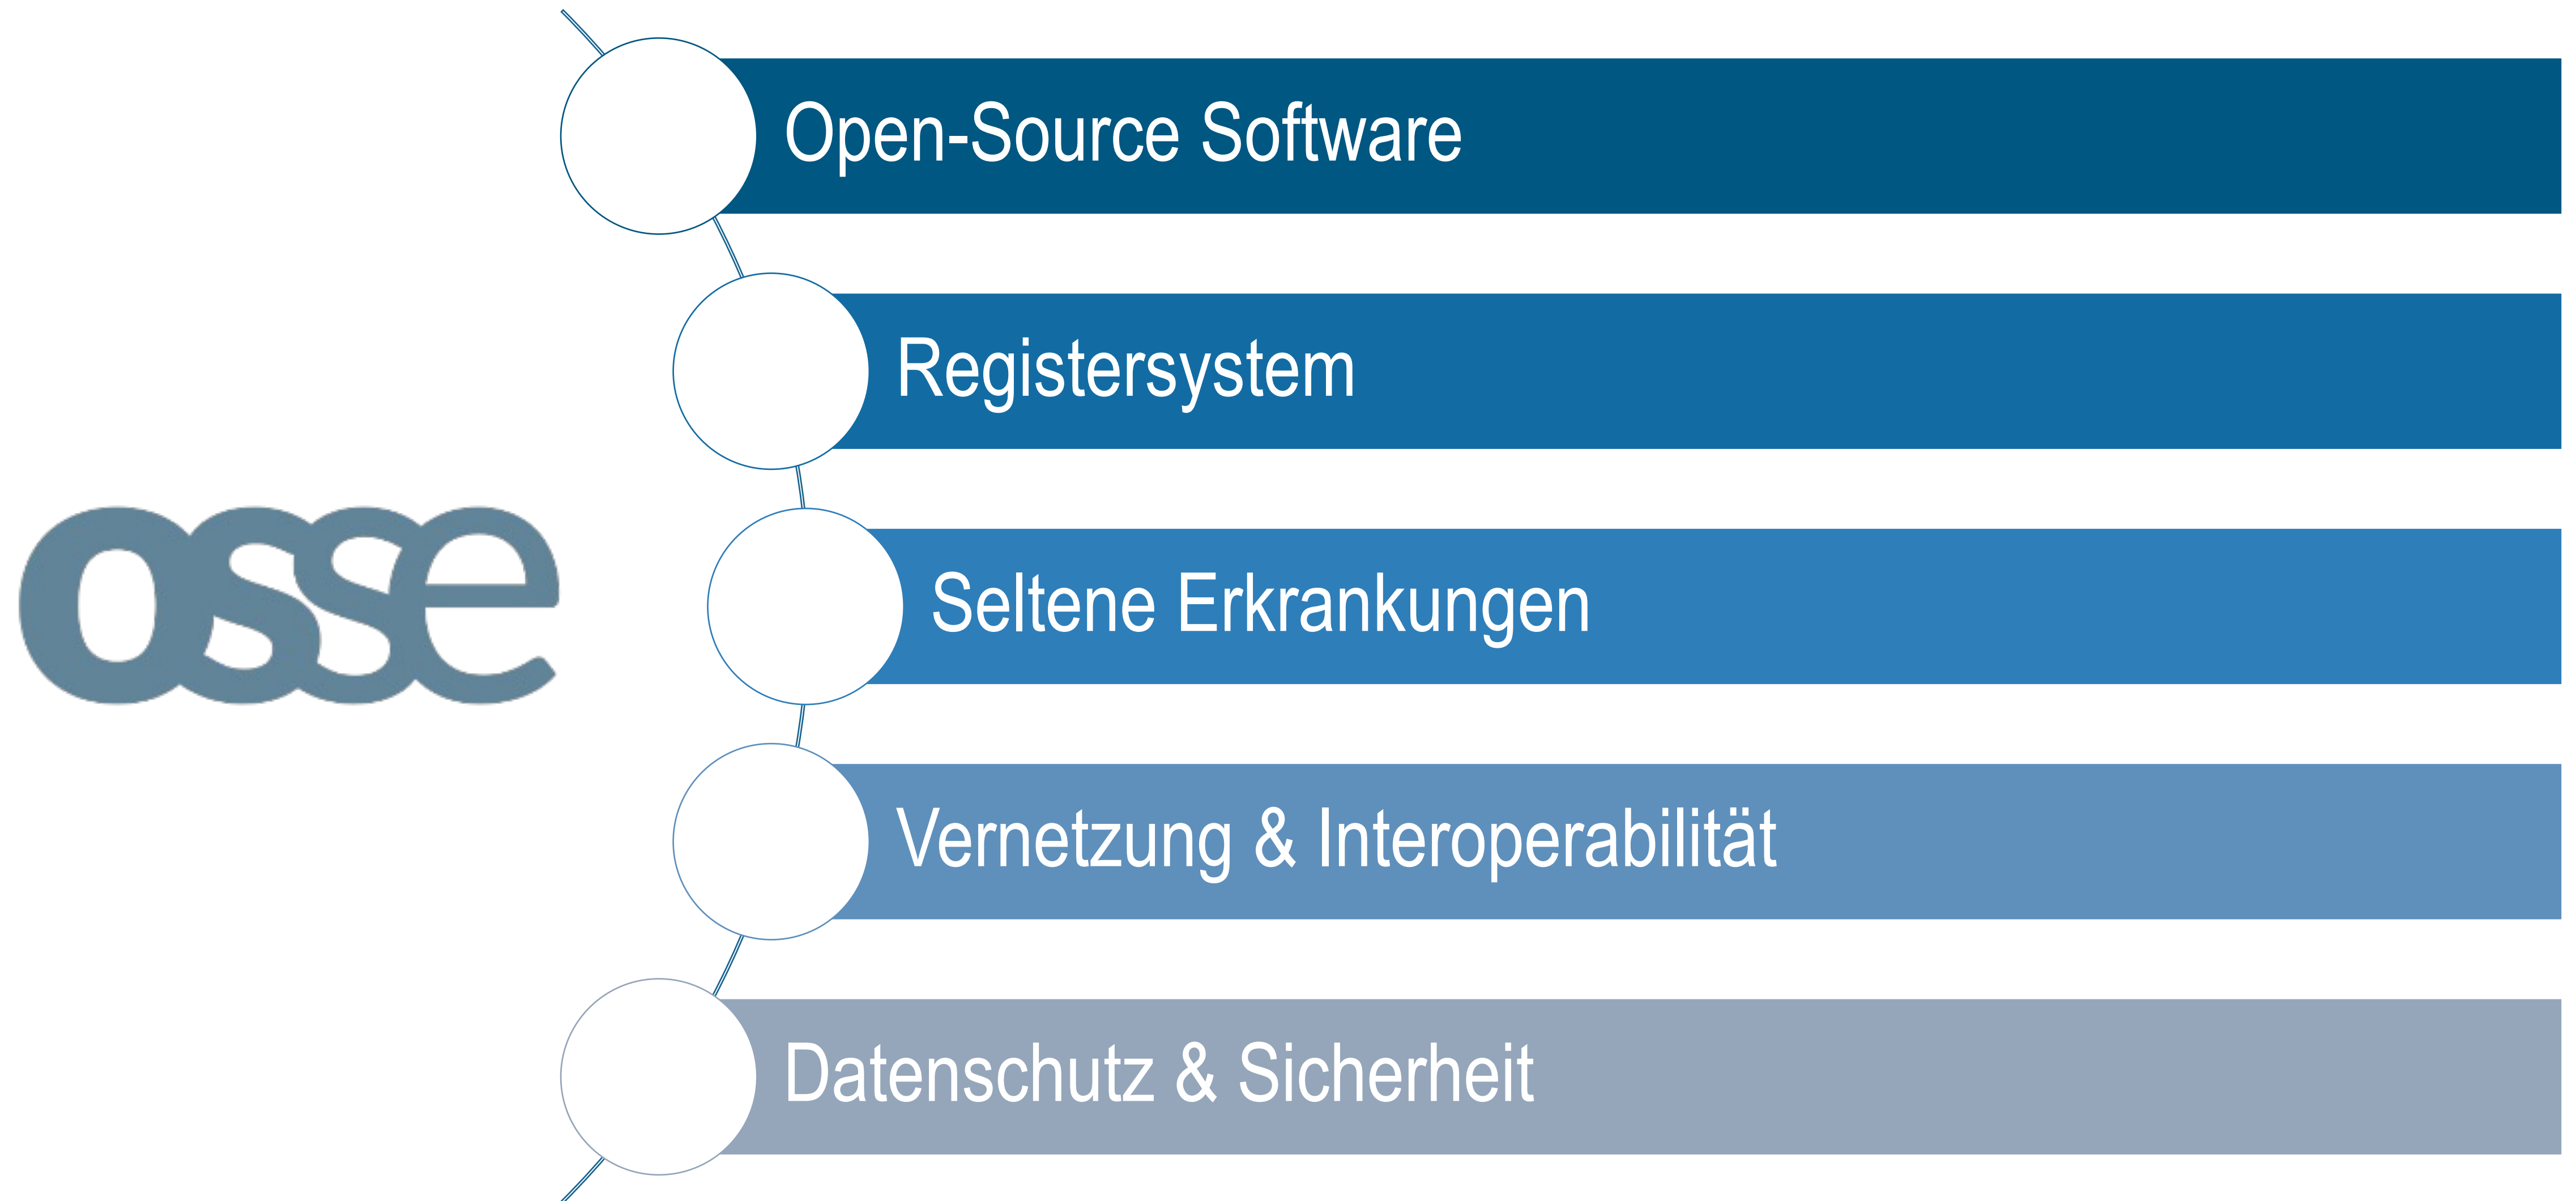 osse
Open-Source Software
Registersystem
Seltene Erkrankungen
Vernetzung & Interoperabilität
Datenschutz & Sicherheit